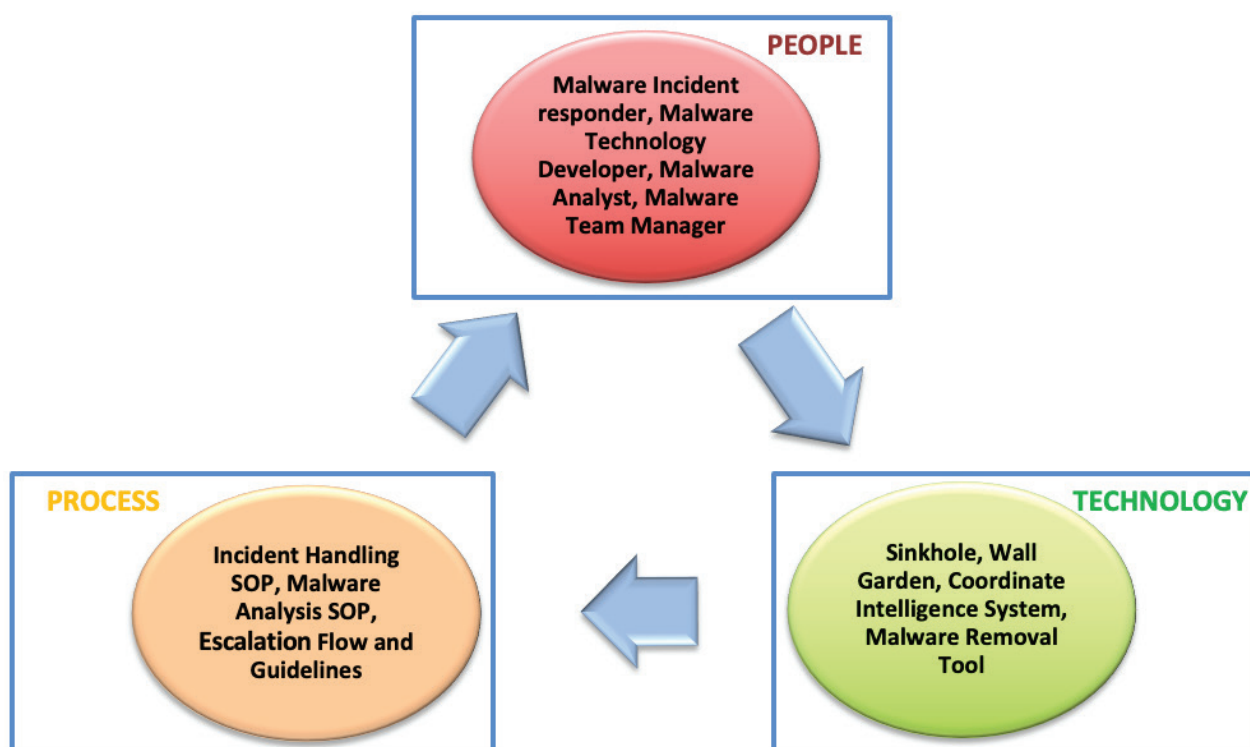 PEOPLE
Malware Incident
responder, Malware
Technology
Developer, Malware
Analyst, Malware
Team Manager
PROCESS
Incident Handling
SOP, Malware
Analysis SOP,
Escalation Flow and
Guidelines
TECHNOLOGY
Sinkhole, Wall
Garden, Coordinate
Intelligence System,
Malware Removal
Tool